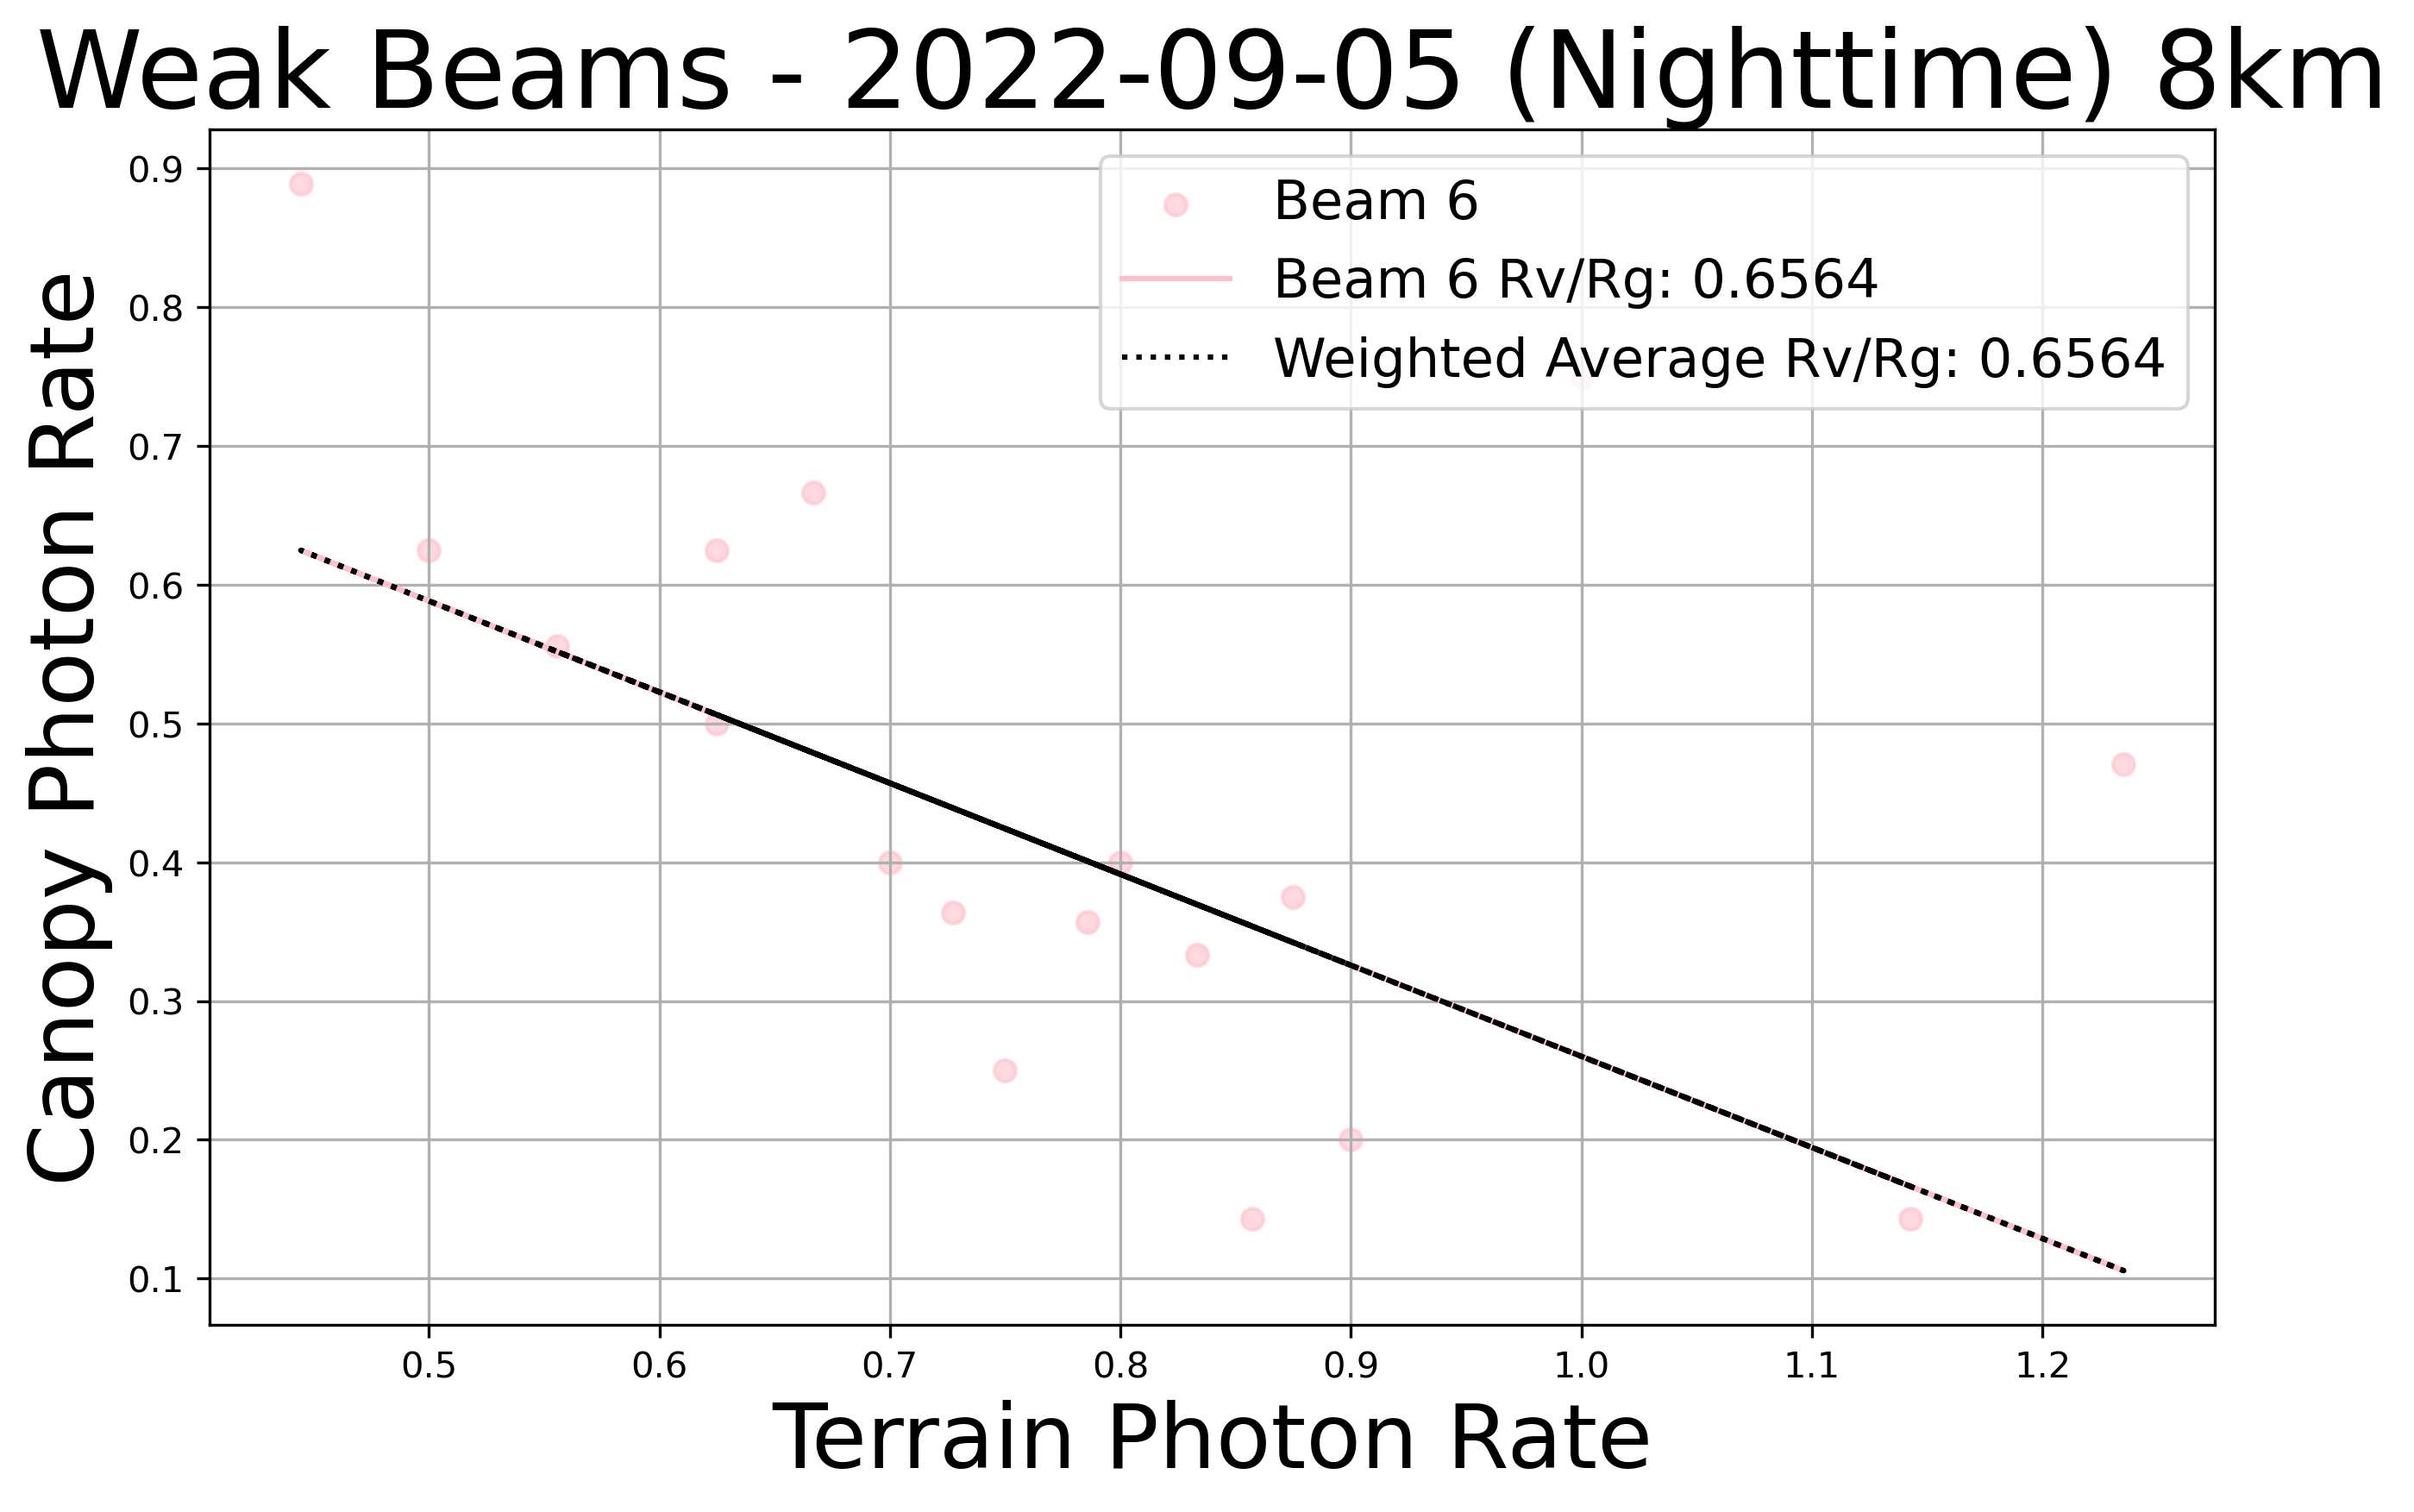 Weak Beams - 2022-09-05 (Nighttime) 8km
Beam 6
Beam 6 Rv/Rg: 0.6564
Weighted Average Rv/Rg: 0.6564
Canopy Photon Rate
0.9
0.8
0.7
0.6
0.5
0.4
0.3
0.2
0.1
0.5 0.6 0.7 0.8 0.9 1.0 1.1 1.2
Terrain Photon Rate